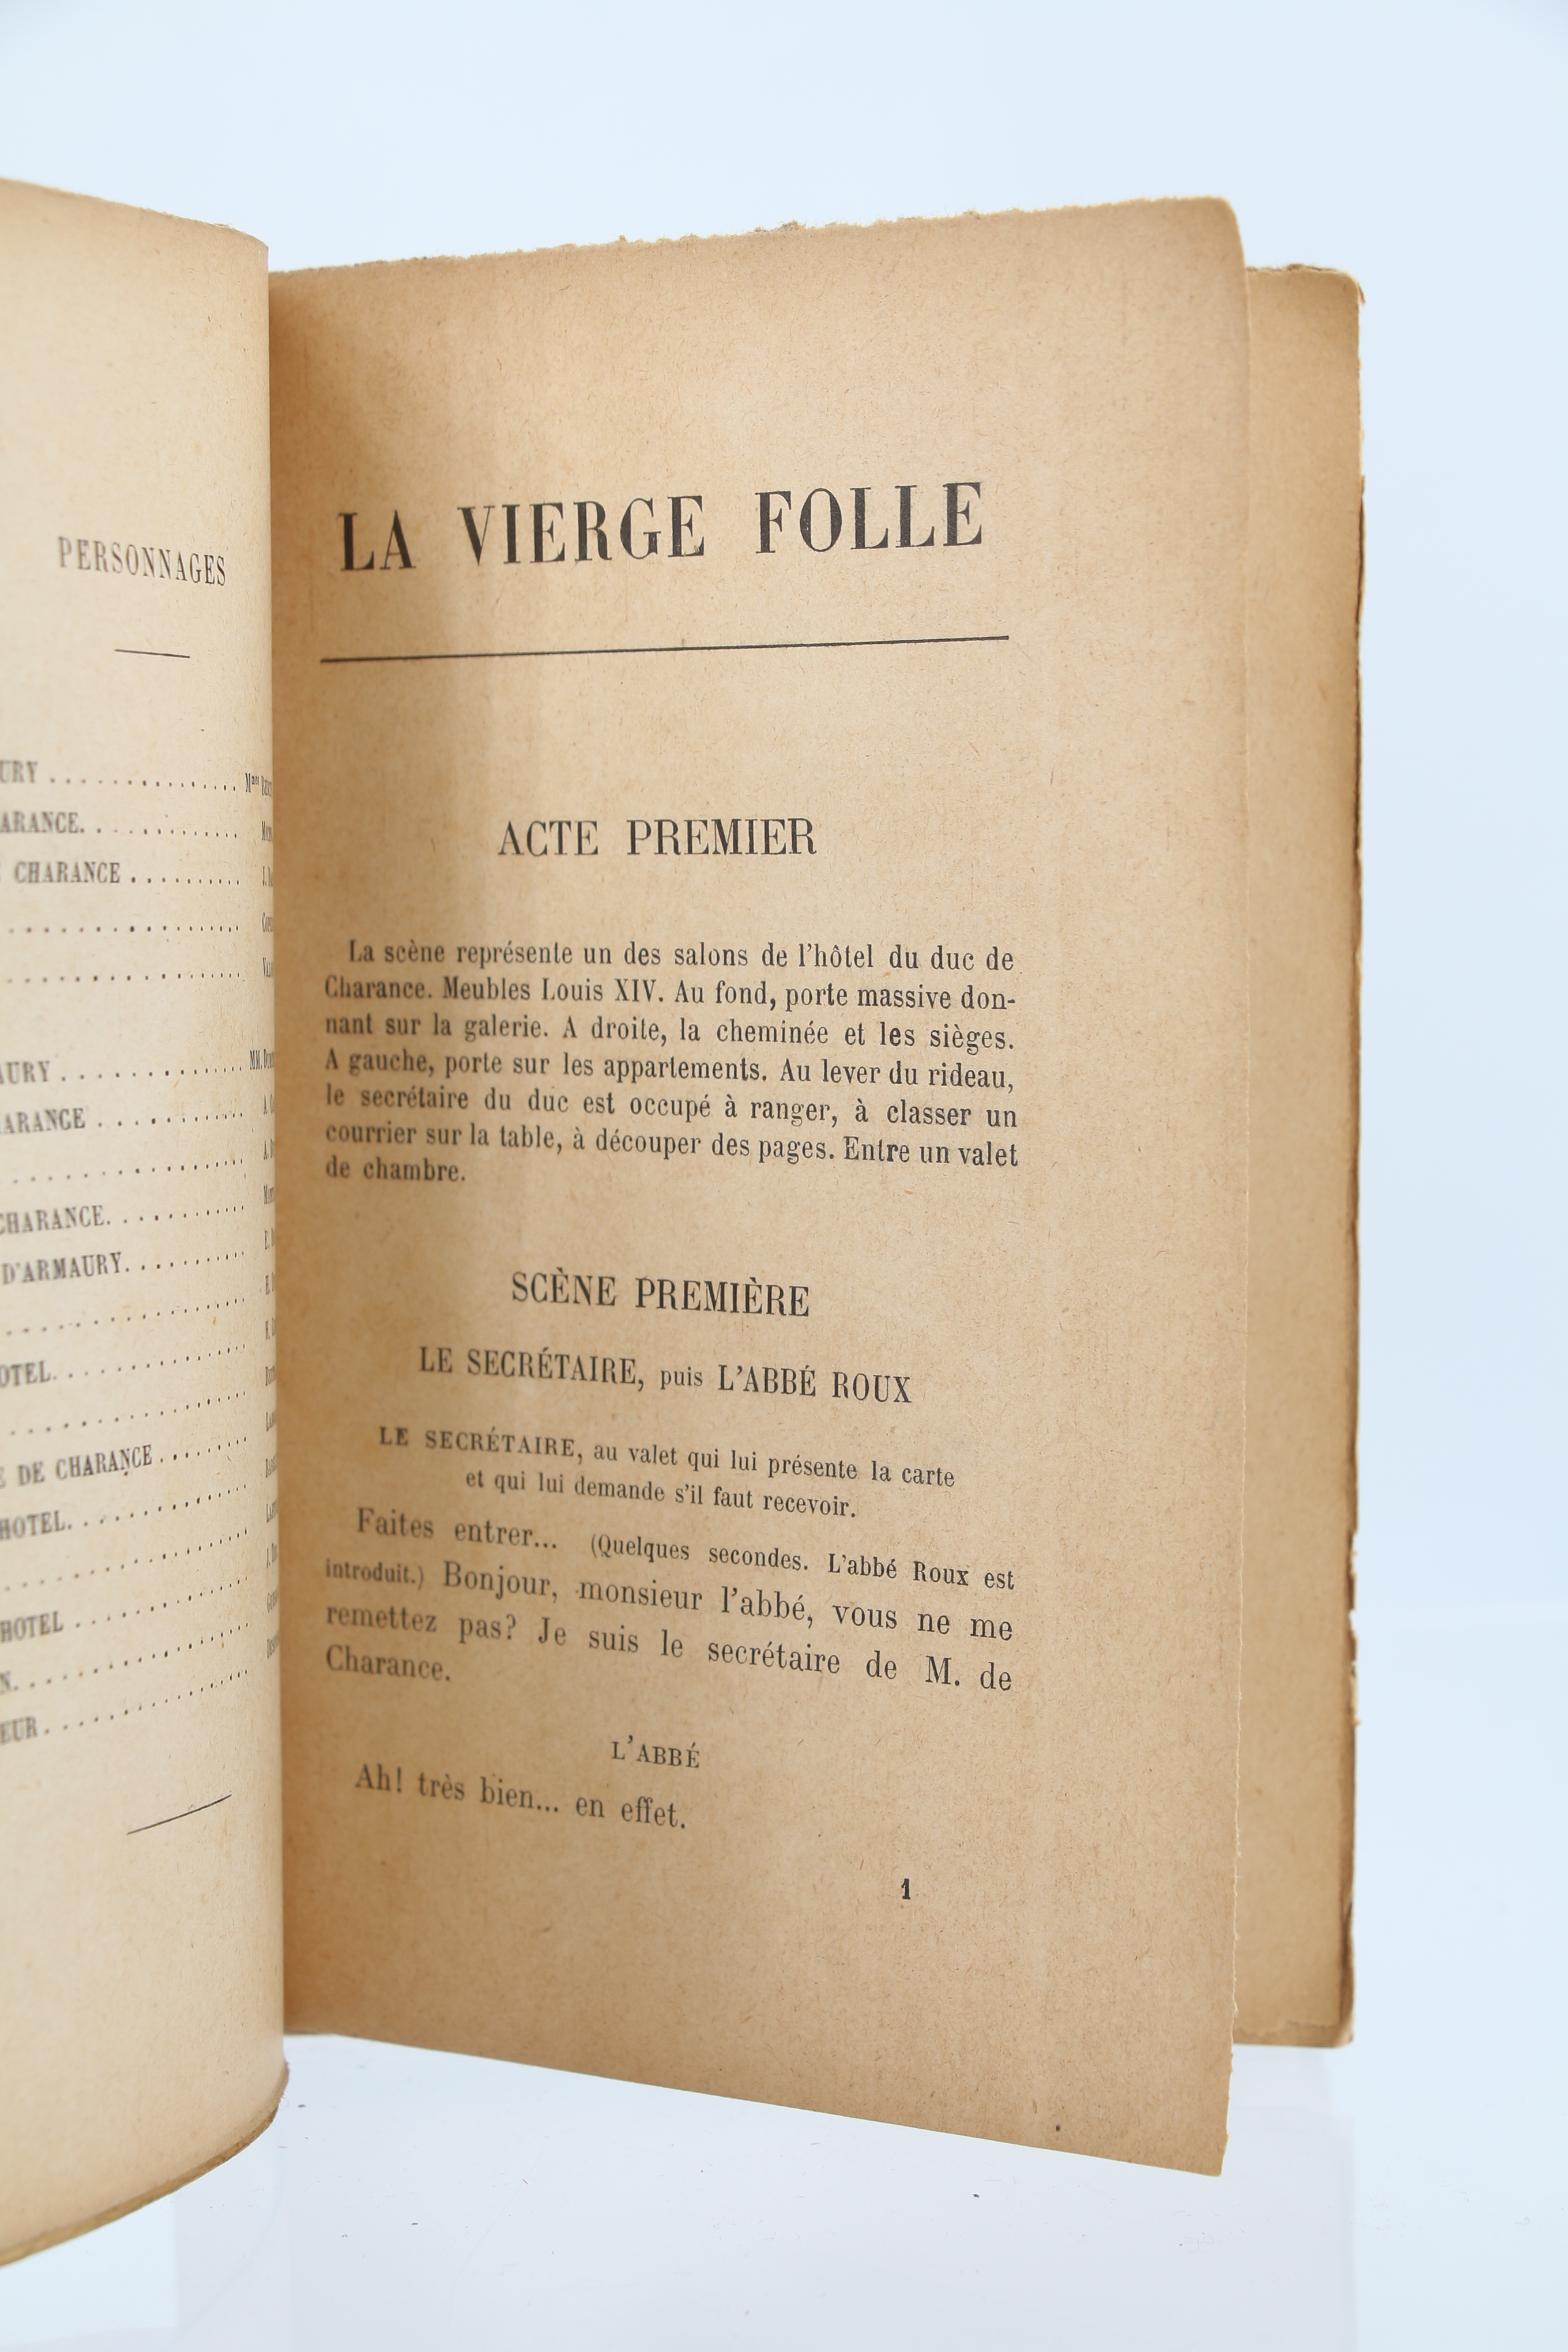 PERSONNAGES
URY
ARANCE.
CHARANCE
AURY
ARANCE
CHARANCE.
D'ARMAURY.
OTEL.
E DE CHARANCE
HOTEL.
HOTEL
N.
EUR
LA VIERGE FOLLE
ACTE PREMIER
La scène représente un des salons de l'hôtel du duc de
Charance. Meubles Louis XIV. Au fond, porte massive don-
nant sur la galerie. A droite, la cheminée et les sièges.
A gauche, porte sur les appartements. Au lever du rideau,
le secrétaire du duc est occupé à ranger, à classer un
courrier sur la table, à découper des pages. Entre un valet
de chambre.
SCÈNE PREMIÈRE
LE SECRÉTAIRE, puis L'ABBÉ ROUX
LE SECRÉTAIRE, au valet qui lui présente la carte
et qui lui demande s'il faut recevoir.
Faites entrer... (Quelques secondes. L'abbé Roux est
introduit.) Bonjour, monsieur l'abbé, vous ne me
remettez pas? Je suis le secrétaire de M. de
Charance.
L'ABBÉ
Ah! très bien... en effet.
1